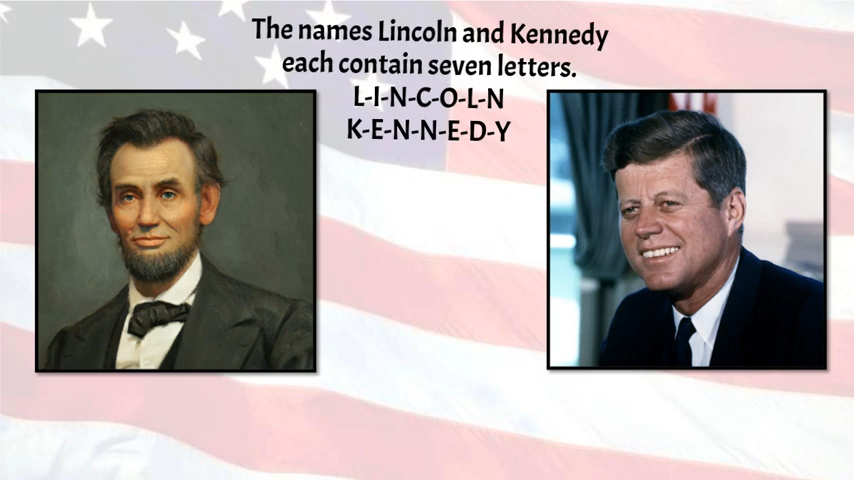 The names Lincoln and Kennedy
each contain seven letters.
L-I-N-C-O-L-N
K-E-N-N-E-D-Y